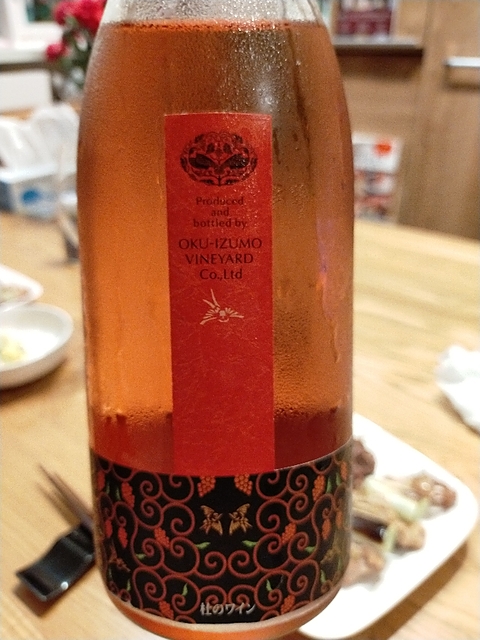 Produced
and
bottled by
OKU-IZUMO
VINEYARD
Co.,Ltd
杜のワイン